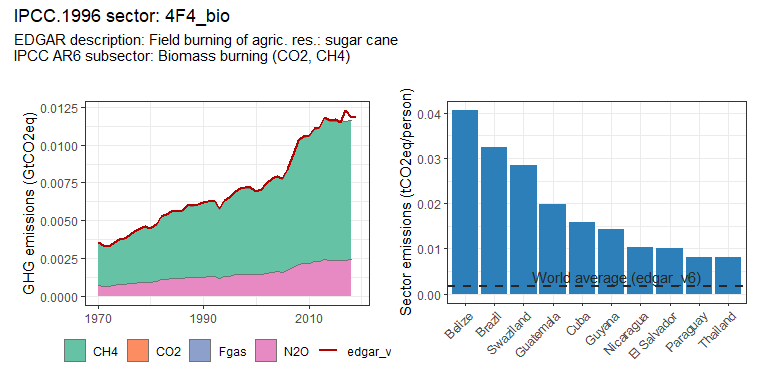 IPCC.1996 sector: 4F4_bio
EDGAR description: Field burning of agric. res.: sugar cane
IPCC AR6 subsector: Biomass burning (CO2, CH4)
GHG emissions (GtCO2eq)
0.0125
0.0100
0.0075
0.0050
0.0025
0.0000
1970
1990
2010
CH4
CO2
Fgas
N2O
edgar_v
Sector emissions (tCO2eq/person)
0.04
0.03
0.02
0.01
0.00
World average (edgar_v6)
Belize
Brazil
Swaziland
Guatemala
Cuba
Guyana
Nicaragua
El Salvador
Paraguay
Thailand